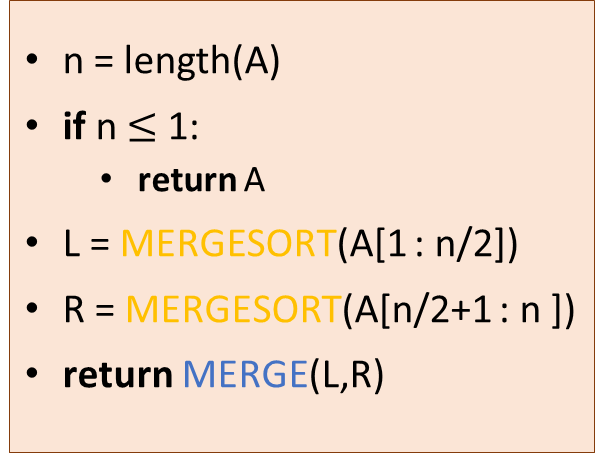 • n = length(A)
• if n ≤ 1:
• return A
• L = MERGESORT(A[1 : n/2])
• R = MERGESORT(A[n/2+1 : n ])
• return MERGE(L,R)